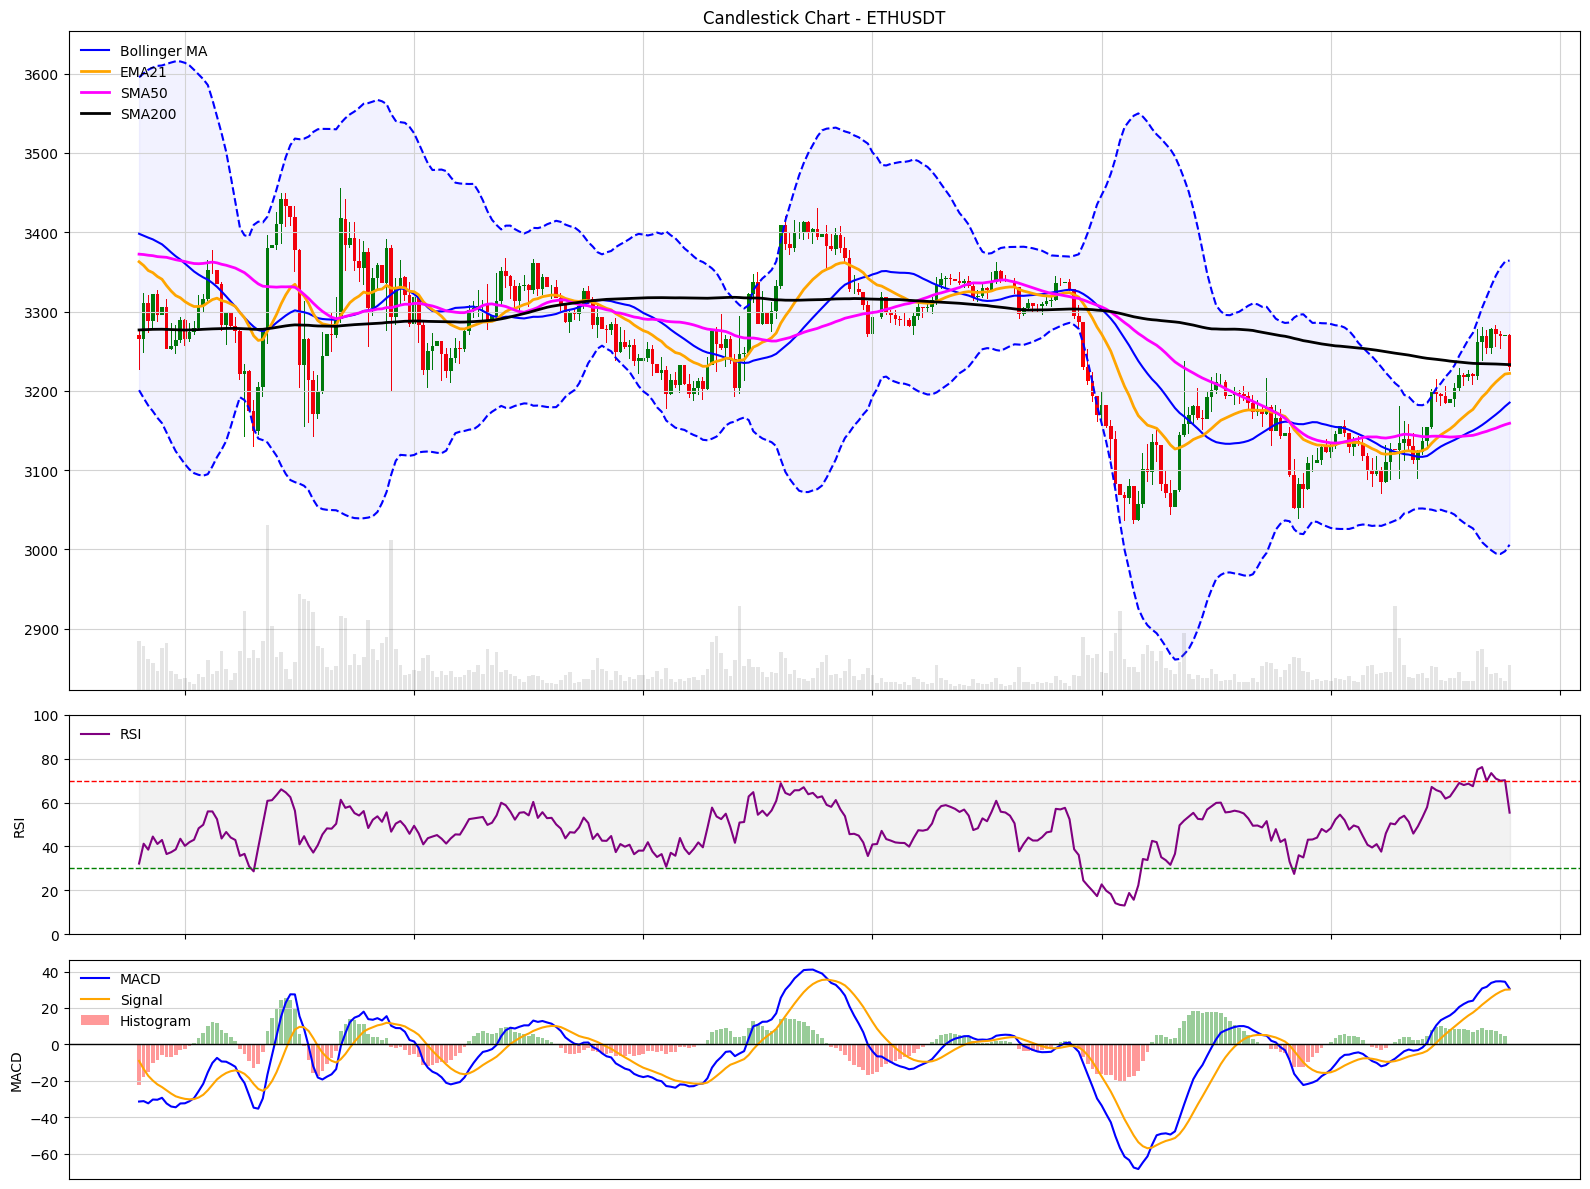 Candlestick Chart - ETHUSDT
Bollinger MA
EMA21
SMA50
SMA200
3600
3500
3400
3300
3200
3100
3000
2900
RSI
RSI
100
80
60
40
20
0
MACD
Signal
Histogram
MACD
40
20
0
−20
−40
−60